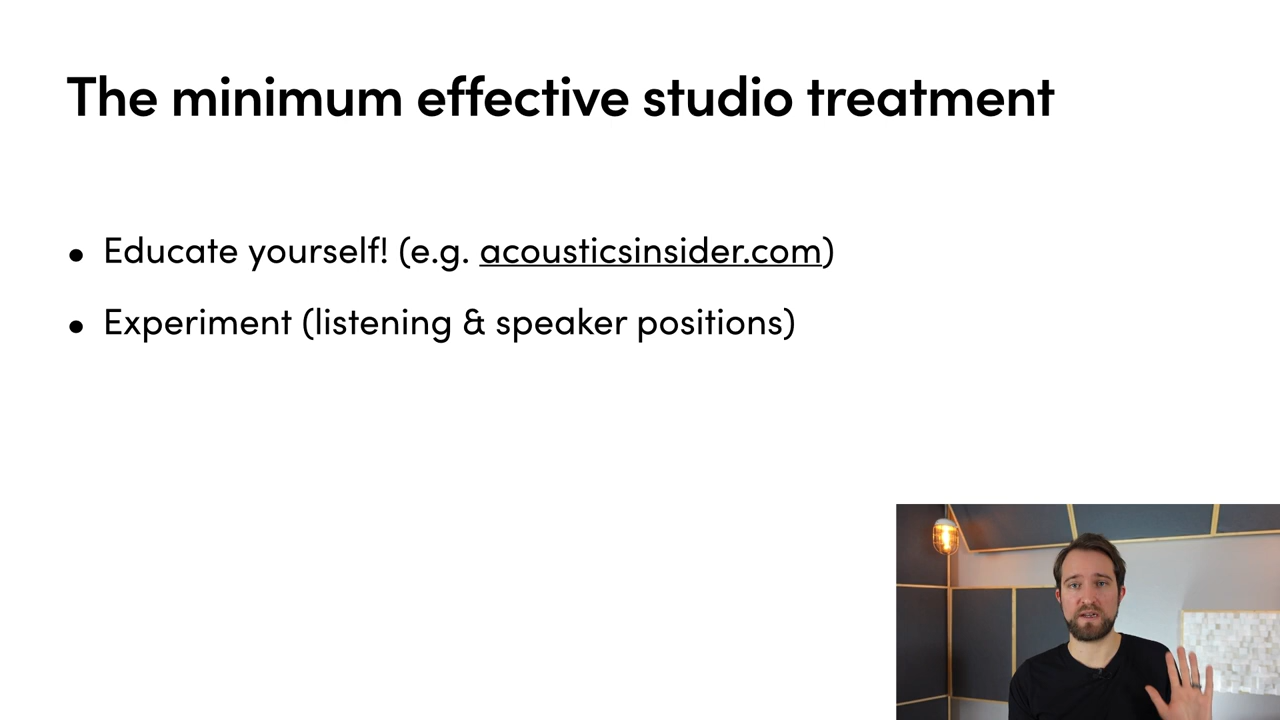 The minimum effective studio treatment
• Educate yourself! (e.g. acousticsinsider.com)
• Experiment (listening & speaker positions)